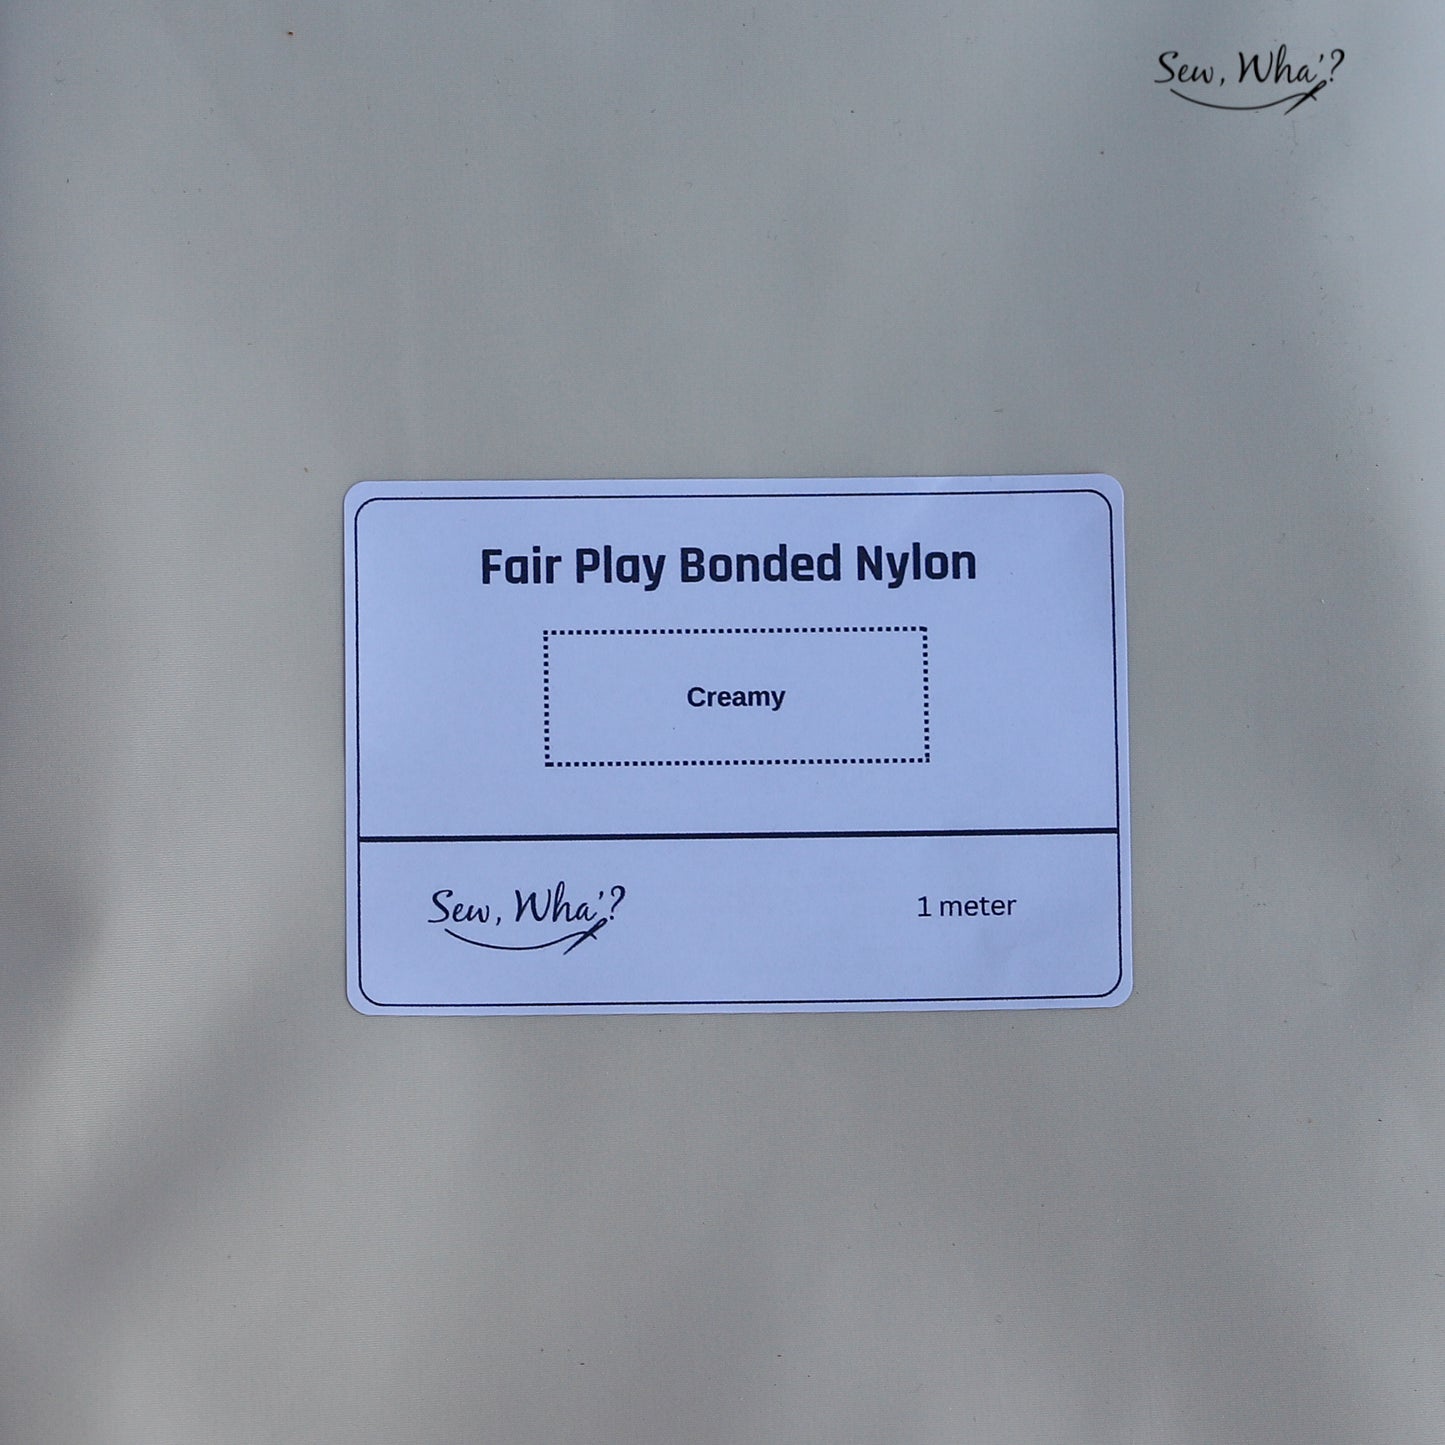 Sew, Wha'?
Fair Play Bonded Nylon
Creamy
Sew, Wha'?
1 meter